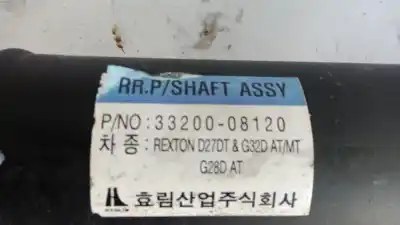 RR.P/SHAFT ASSY
P/NO : 33200-08120
차 종 : REXTON D27DT & G32D AT/MT
G28D AT
효림산업주식회사